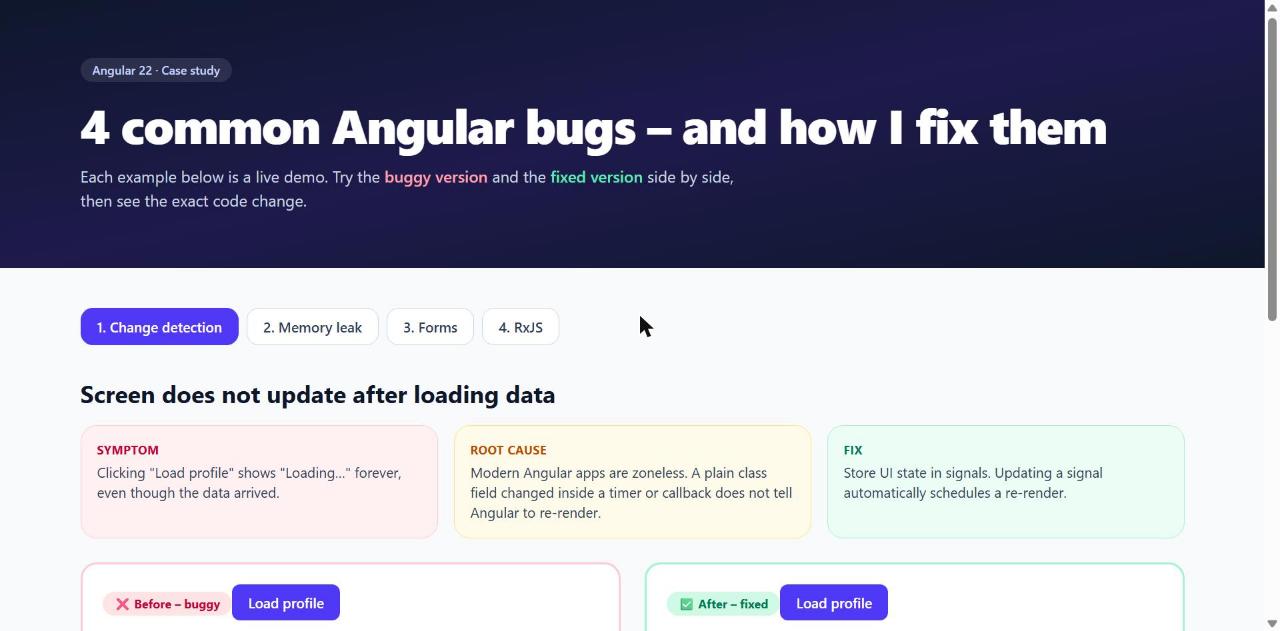 Angular 22 · Case study
4 common Angular bugs – and how I fix them
Each example below is a live demo. Try the buggy version and the fixed version side by side,
then see the exact code change.
1. Change detection
2. Memory leak
3. Forms
4. RxJS
Screen does not update after loading data
SYMPTOM
Clicking "Load profile" shows "Loading..." forever,
even though the data arrived.
ROOT CAUSE
Modern Angular apps are zoneless. A plain class
field changed inside a timer or callback does not tell
Angular to re-render.
FIX
Store UI state in signals. Updating a signal
automatically schedules a re-render.
❌ Before – buggy
Load profile
✅ After – fixed
Load profile